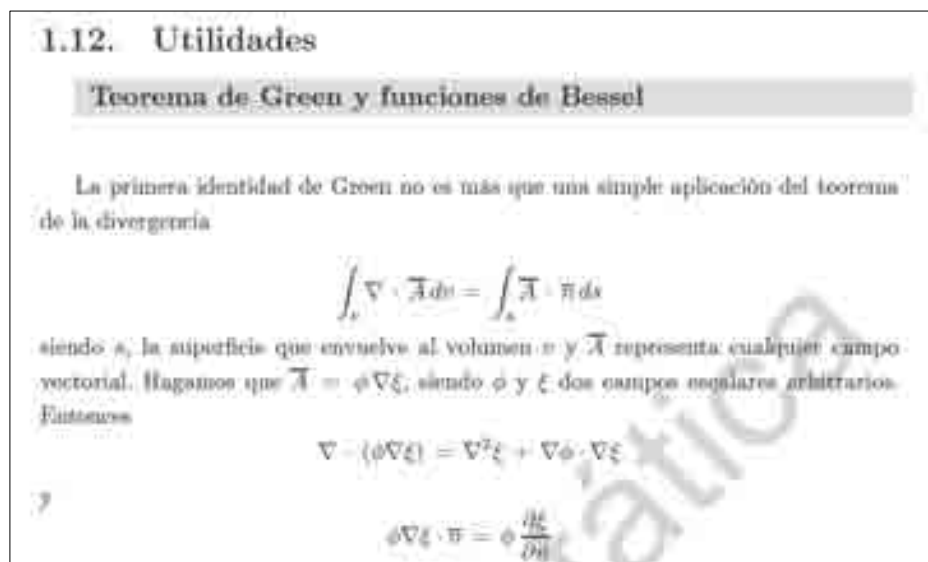 1.12. Utilidades
Teorema de Green y funciones de Bessel
La primera identidad de Green no es más que una simple aplicación del teorema
de la divergencia
∫_v ∇ · A̅ dv = ∫_s A̅ · n̅ ds
siendo s, la superficie que envuelve al volumen v y A̅ representa cualquier campo
vectorial. Hagamos que A̅ = ϕ∇ξ, siendo ϕ y ξ dos campos escalares arbitrarios.
Entonces
∇ · (ϕ∇ξ) = ∇²ξ + ∇ϕ · ∇ξ
y
ϕ∇ξ · n̅ = ϕ ∂ξ/∂n̅